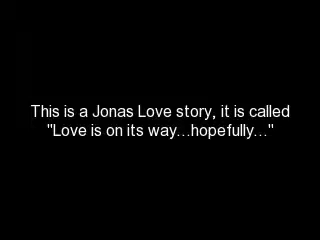 This is a Jonas Love story, it is called
"Love is on its way...hopefully..."